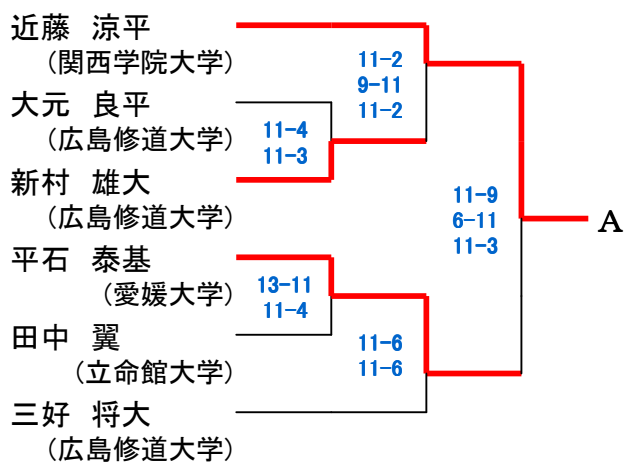 近藤 涼平
(関西学院大学)
11-2
9-11
11-2
大元 良平
(広島修道大学)
11-4
11-3
新村 雄大
(広島修道大学)
11-9
6-11
11-3
A
平石 泰基
(愛媛大学)
13-11
11-4
田中 翼
(立命館大学)
11-6
11-6
三好 将大
(広島修道大学)